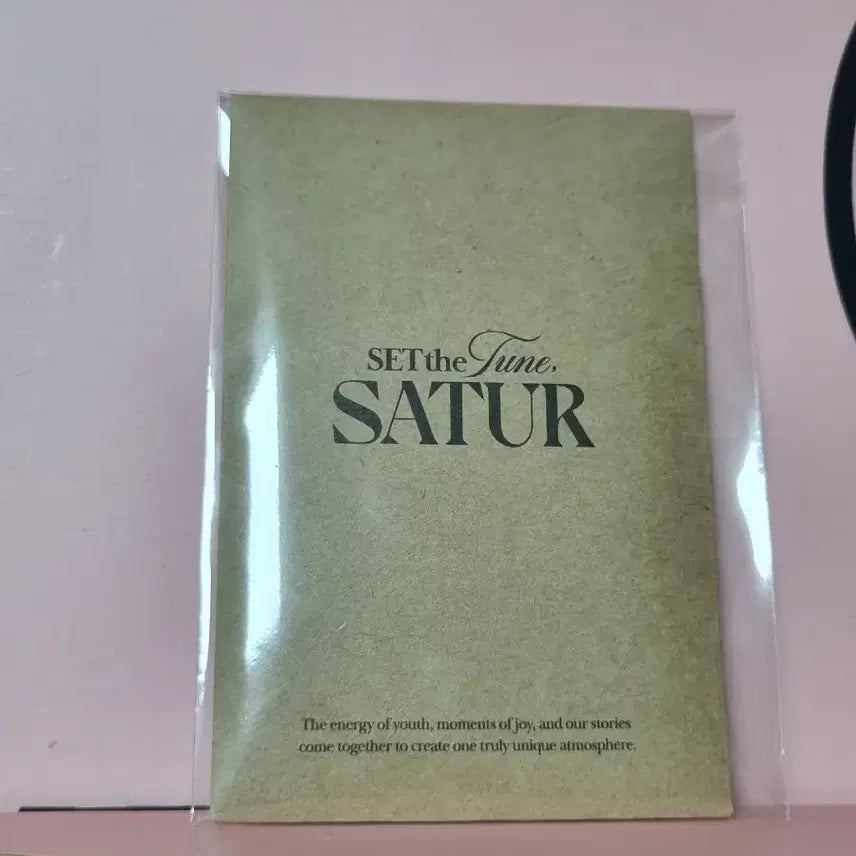 SET the Tune,
SATUR
The energy of youth, moments of joy, and our stories
come together to create one truly unique atmosphere.